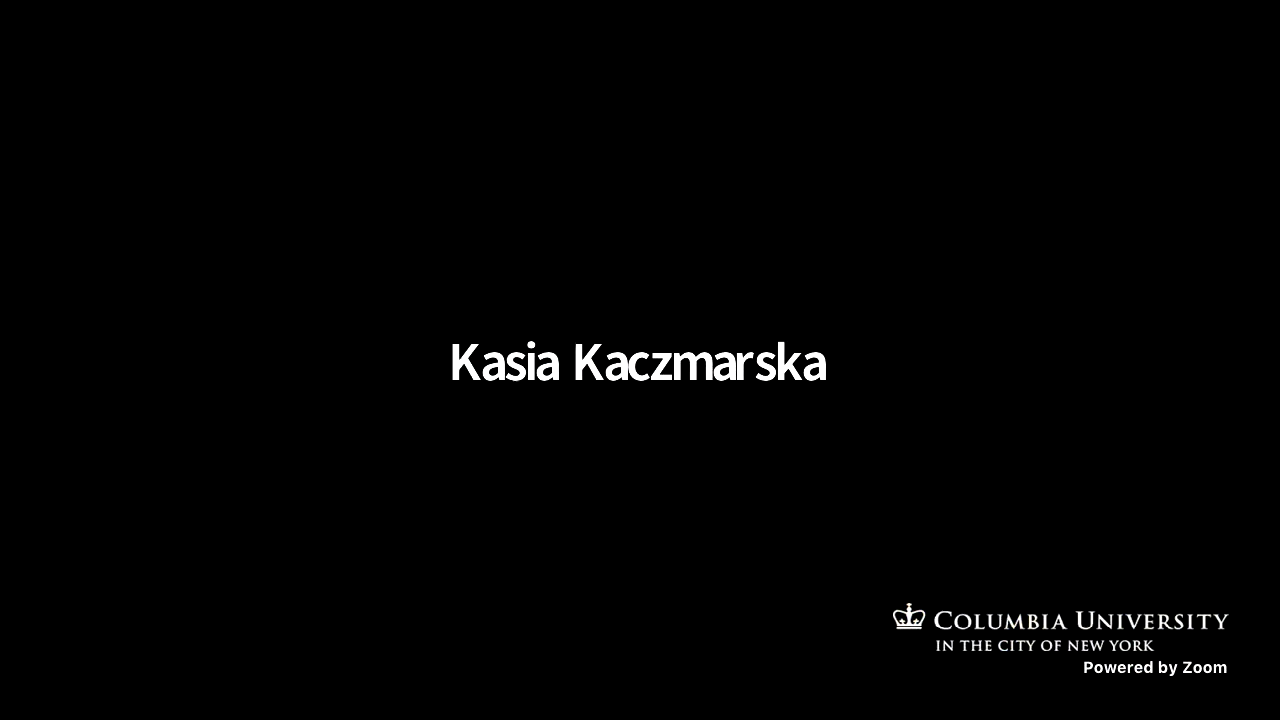 Kasia Kaczmarska
COLUMBIA UNIVERSITY
IN THE CITY OF NEW YORK
Powered by Zoom